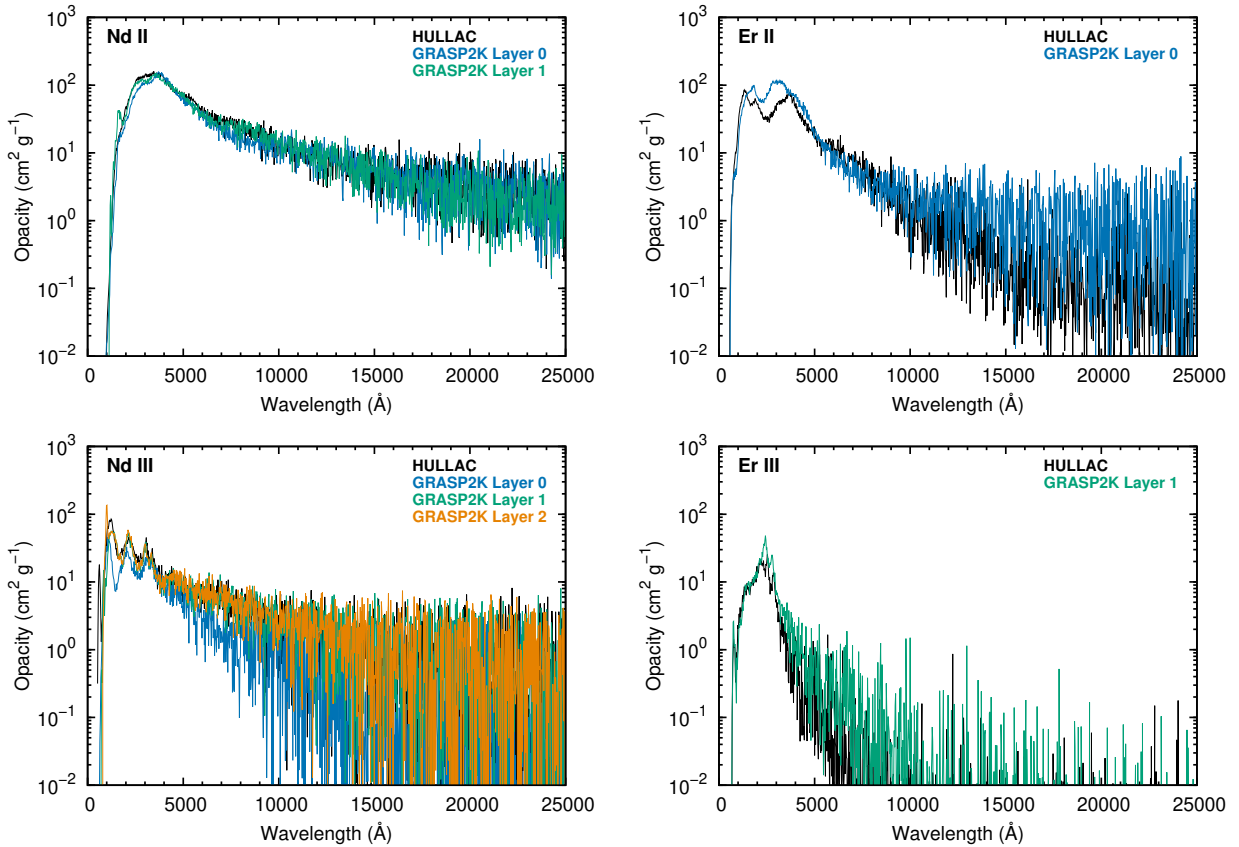 Nd II
HULLAC
GRASP2K Layer 0
GRASP2K Layer 1
Opacity (cm² g⁻¹)
10³
10²
10¹
10⁰
10⁻¹
10⁻²
0 5000 10000 15000 20000 25000
Wavelength (Å)
Er II
HULLAC
GRASP2K Layer 0
Opacity (cm² g⁻¹)
10³
10²
10¹
10⁰
10⁻¹
10⁻²
0 5000 10000 15000 20000 25000
Wavelength (Å)
Nd III
HULLAC
GRASP2K Layer 0
GRASP2K Layer 1
GRASP2K Layer 2
Opacity (cm² g⁻¹)
10³
10²
10¹
10⁰
10⁻¹
10⁻²
0 5000 10000 15000 20000 25000
Wavelength (Å)
Er III
HULLAC
GRASP2K Layer 1
Opacity (cm² g⁻¹)
10³
10²
10¹
10⁰
10⁻¹
10⁻²
0 5000 10000 15000 20000 25000
Wavelength (Å)